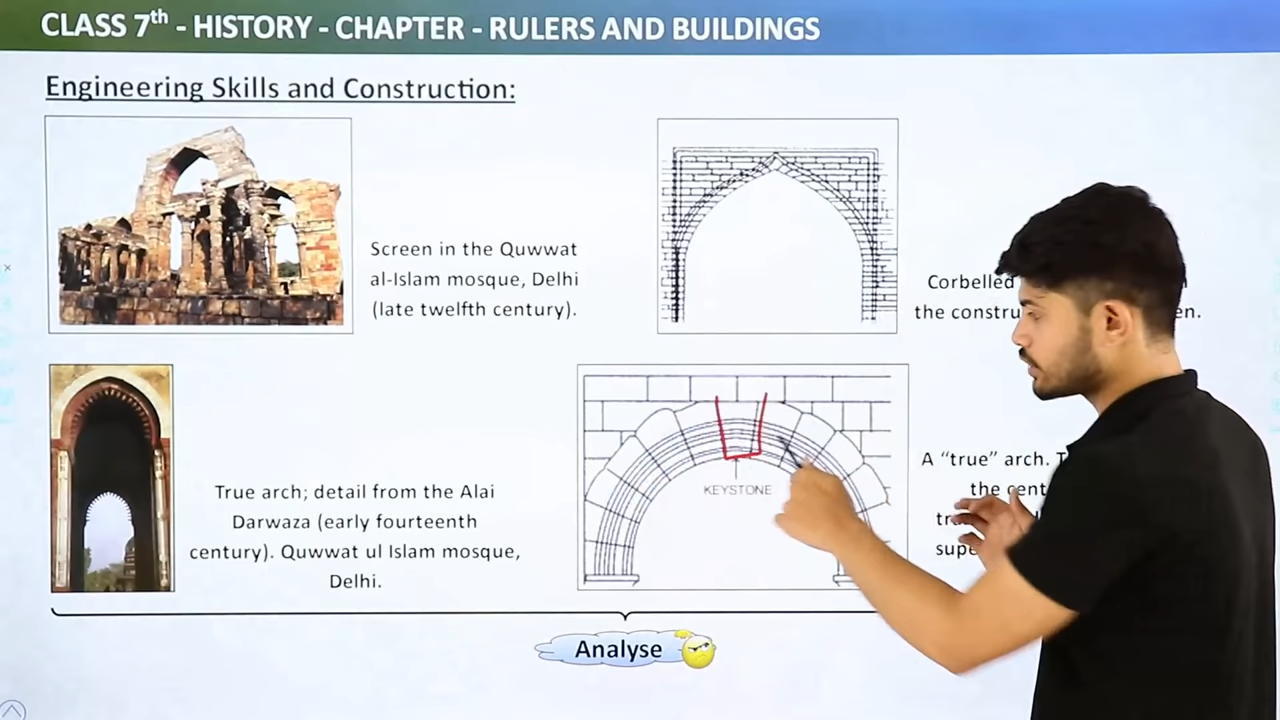 CLASS 7th - HISTORY - CHAPTER - RULERS AND BUILDINGS
Engineering Skills and Construction:
Screen in the Quwwat
al-Islam mosque, Delhi
(late twelfth century).
Corbelled
the constru
en.
True arch; detail from the Alai
Darwaza (early fourteenth
century). Quwwat ul Islam mosque,
Delhi.
KEYSTONE
A “true” arch. T
the cent
tra
supe
Analyse